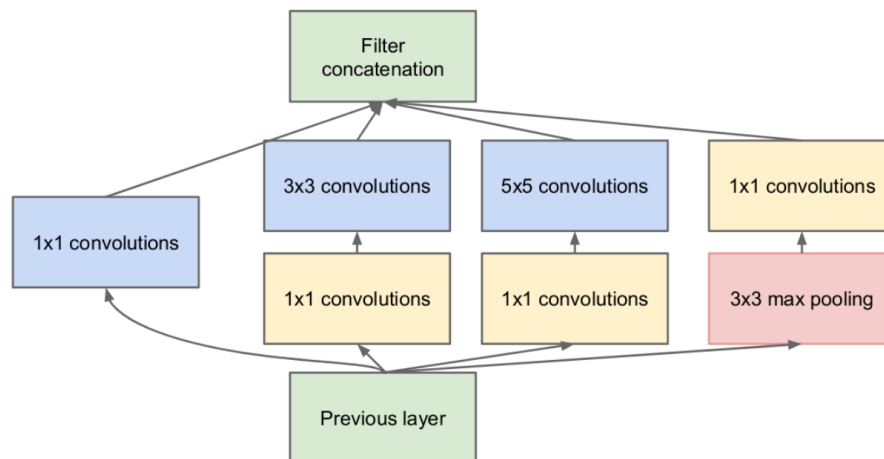 Filter
concatenation
3x3 convolutions
5x5 convolutions
1x1 convolutions
1x1 convolutions
1x1 convolutions
1x1 convolutions
3x3 max pooling
Previous layer